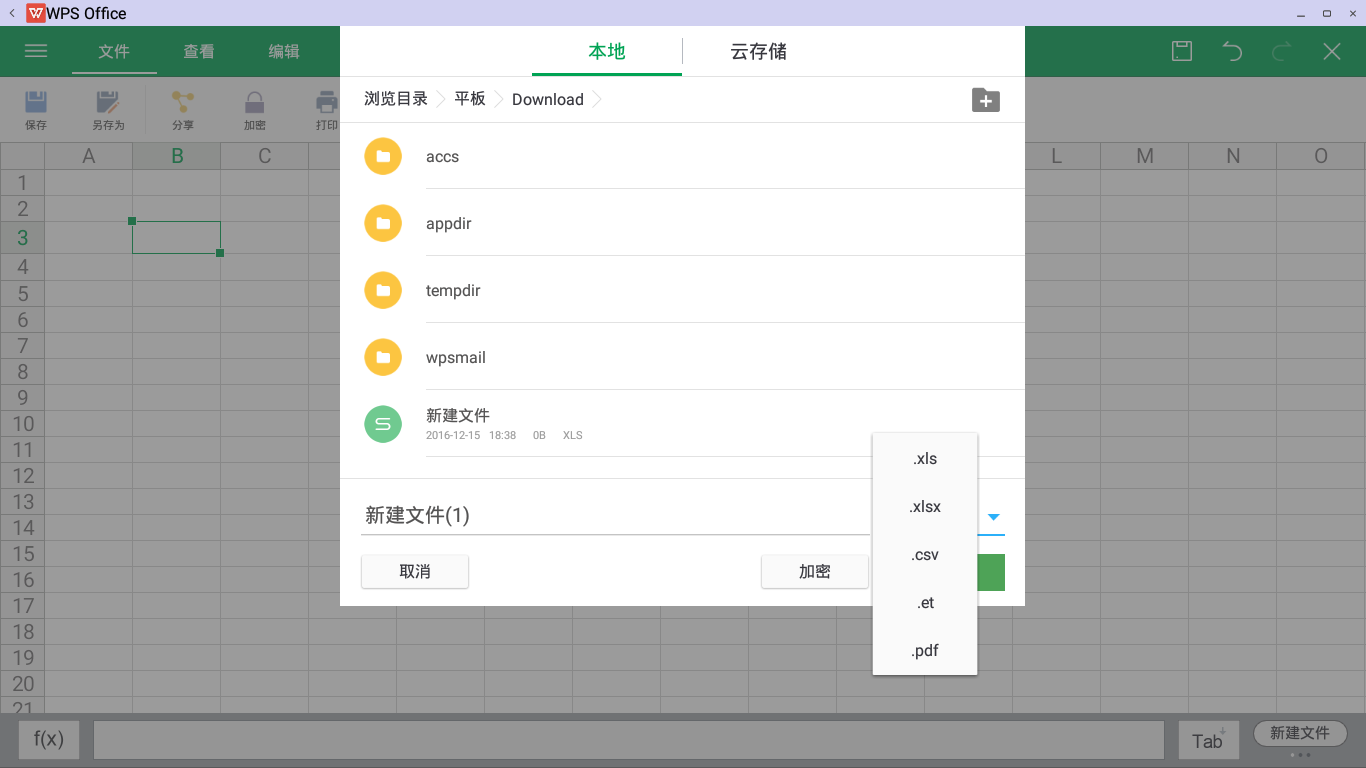 WPS Office
文件 查看 编辑
本地 云存储
保存 另存为 分享 加密 打印
浏览目录 平板 Download
accs
appdir
tempdir
wpsmail
新建文件
2016-12-15 18:38 0B XLS
A B C L M N O
1
2
3
4
5
6
7
8
9
10
11
12
13
14
15
16
17
18
19
20
21
.xls
.xlsx
.csv
.et
.pdf
新建文件(1)
取消 加密
f(x) Tab 新建文件